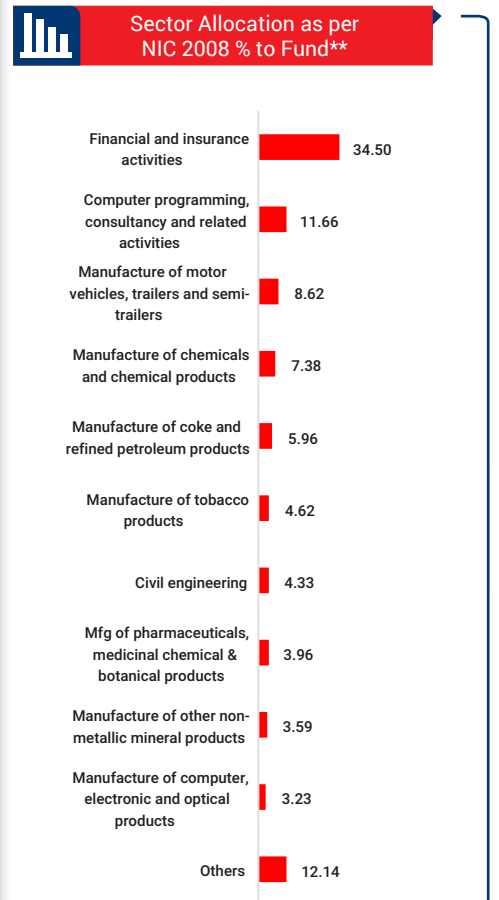 Sector Allocation as per
NIC 2008 % to Fund**
Financial and insurance
activities
34.50
Computer programming,
consultancy and related
activities
11.66
Manufacture of motor
vehicles, trailers and semi-
trailers
8.62
Manufacture of chemicals
and chemical products
7.38
Manufacture of coke and
refined petroleum products
5.96
Manufacture of tobacco
products
4.62
Civil engineering
4.33
Mfg of pharmaceuticals,
medicinal chemical &
botanical products
3.96
Manufacture of other non-
metallic mineral products
3.59
Manufacture of computer,
electronic and optical
products
3.23
Others
12.14